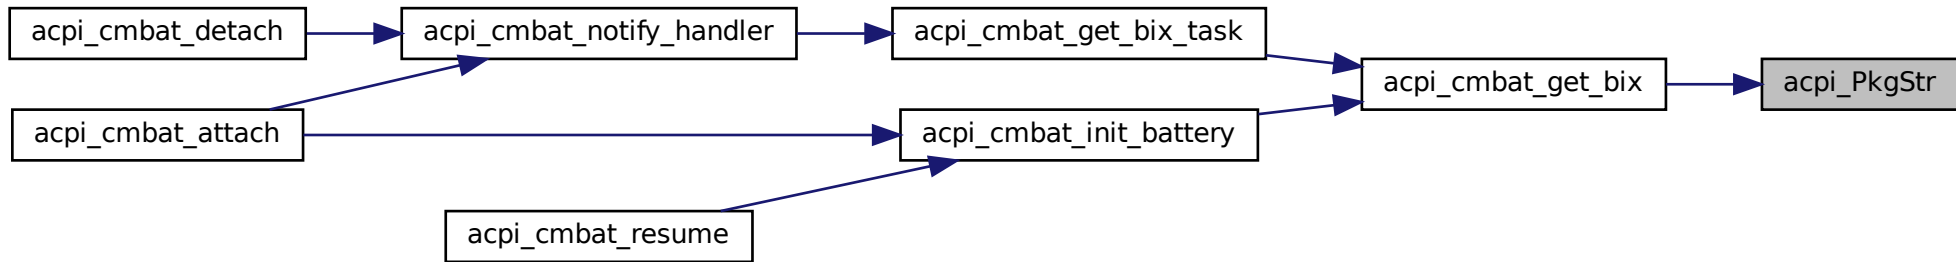 acpi_cmbat_detach
acpi_cmbat_notify_handler
acpi_cmbat_get_bix_task
acpi_cmbat_get_bix
acpi_PkgStr
acpi_cmbat_attach
acpi_cmbat_init_battery
acpi_cmbat_resume